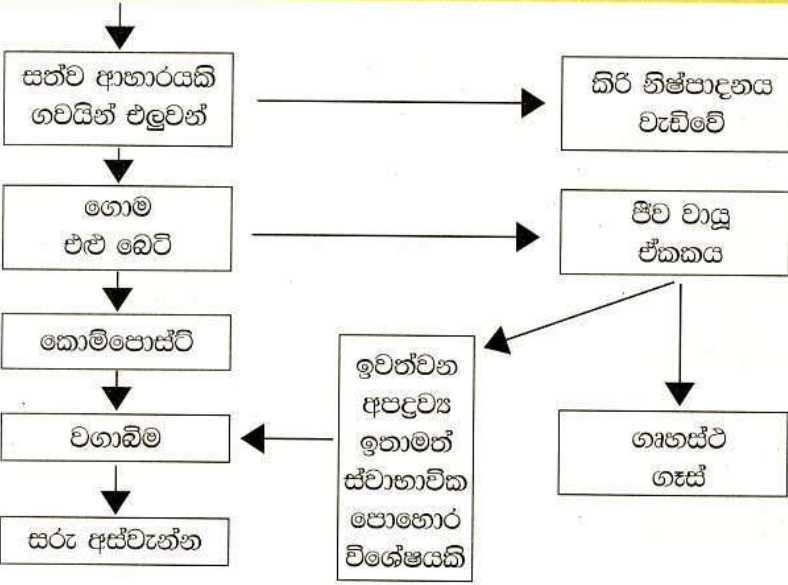 සත්ව ආහාරයකි
ගවයින් එලුවන්
කිරි නිෂ්පාදනය
වැඩිවේ
ගොම
එළු බෙටි
ජීව වායූ
ඒකකය
කොම්පොස්ට්
ඉවත්වන
අපද්‍රව්‍ය
ඉතාමත්
ස්වාභාවික
පොහොර
විශේෂයකි
වගාබිම
ගෘහස්ථ
ගෑස්
සරු අස්වැන්න